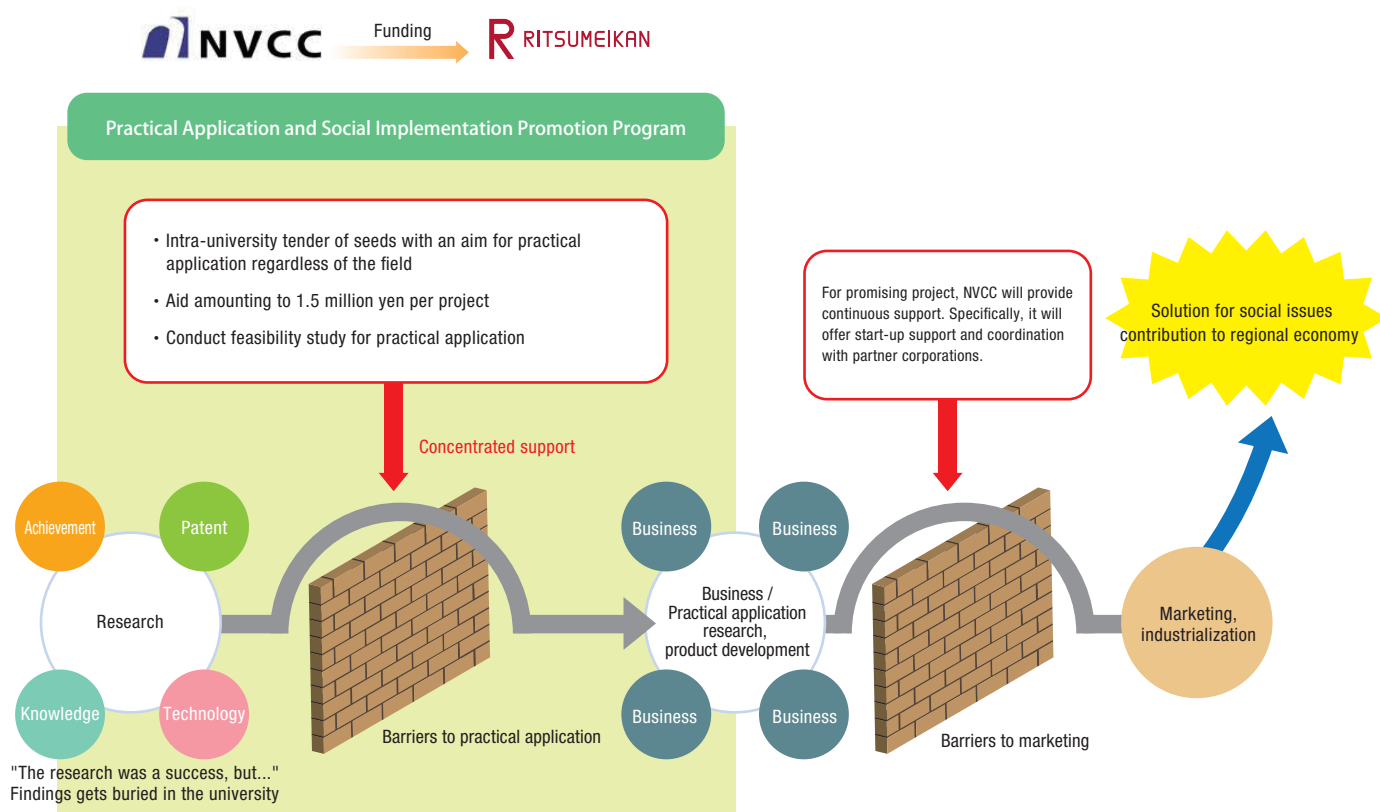 NVCC
Funding
RITSUMEIKAN
Practical Application and Social Implementation Promotion Program
・Intra-university tender of seeds with an aim for practical
application regardless of the field
・Aid amounting to 1.5 million yen per project
・Conduct feasibility study for practical application
For promising project, NVCC will provide
continuous support. Specifically, it will
offer start-up support and coordination
with partner corporations.
Solution for social issues
contribution to regional economy
Concentrated support
Achievement
Patent
Research
Knowledge
Technology
"The research was a success, but..."
Findings gets buried in the university
Barriers to practical application
Business
Business
Business /
Practical application
research,
product development
Business
Business
Barriers to marketing
Marketing,
industrialization